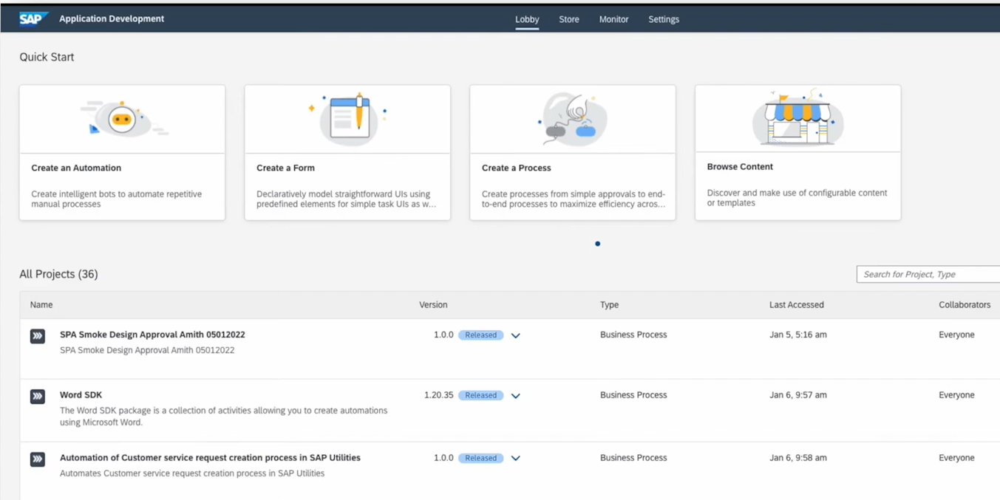 SAP Application Development Lobby Store Monitor Settings
Quick Start
Create an Automation
Create intelligent bots to automate repetitive
manual processes
Create a Form
Declaratively model straightforward UIs using
predefined elements for simple task UIs as w...
Create a Process
Create processes from simple approvals to end-
to-end processes to maximize efficiency acros...
Browse Content
Discover and make use of configurable content
or templates
All Projects (36)
Search for Project, Type
Name Version Type Last Accessed Collaborators
SPA Smoke Design Approval Amith 05012022 1.0.0 Released Business Process Jan 5, 5:16 am Everyone
SPA Smoke Design Approval Amith 05012022
Word SDK 1.20.35 Released Business Process Jan 6, 9:57 am Everyone
The Word SDK package is a collection of activities allowing you to create automations
using Microsoft Word.
Automation of Customer service request creation process in SAP Utilities 1.0.0 Released Business Process Jan 6, 9:58 am Everyone
Automates Customer service request creation process in SAP Utilities